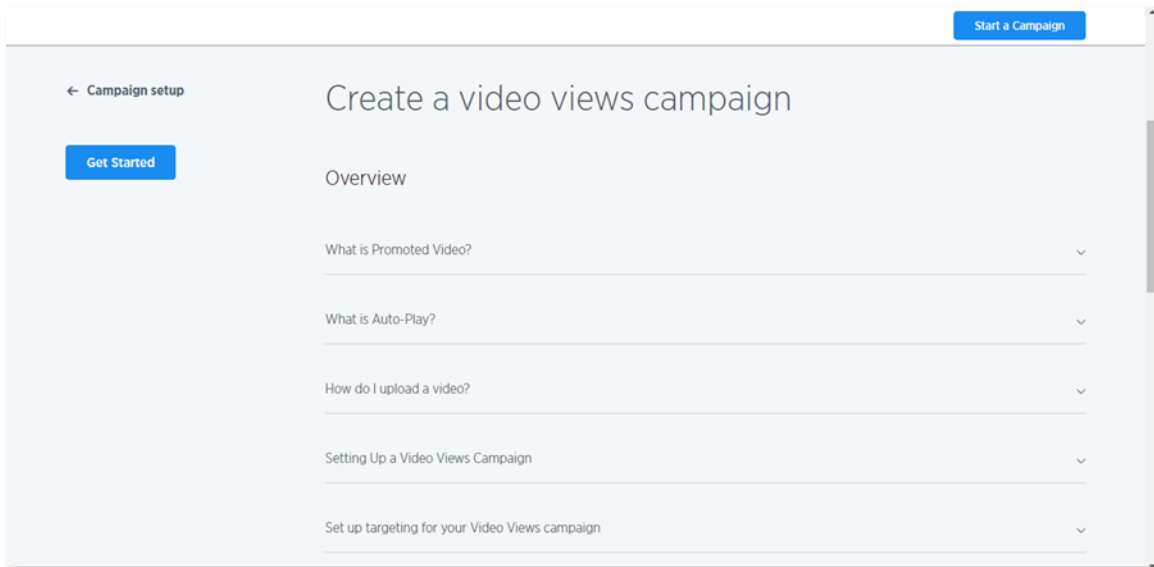 Start a Campaign
← Campaign setup
Get Started
Create a video views campaign
Overview
What is Promoted Video?
What is Auto-Play?
How do I upload a video?
Setting Up a Video Views Campaign
Set up targeting for your Video Views campaign